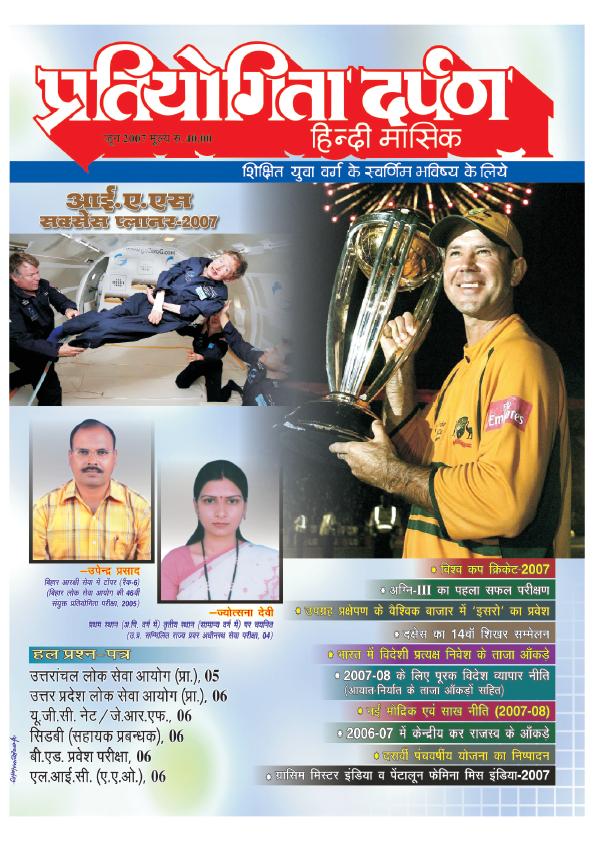 प्रतियोगिता दर्पण
जून 2007 मूल्य रु. 40.00
हिन्दी मासिक
शिक्षित युवा वर्ग के स्वर्णिम भविष्य के लिये
आई.ए.एस
सक्सेस प्लानर-2007
Emirates
–उपेन्द्र प्रसाद
बिहार आरक्षी सेवा में टॉपर (रैंक-6)
(बिहार लोक सेवा आयोग की 46वीं
संयुक्त प्रतियोगिता परीक्षा, 2005)
–ज्योत्सना देवी
प्रथम स्थान (अ.पि. वर्ग में) तृतीय स्थान (सामान्य वर्ग में) पर चयनित
(उ.प्र. सम्मिलित राज्य प्रवर अधीनस्थ सेवा परीक्षा, 04)
हल प्रश्न-पत्र
उत्तरांचल लोक सेवा आयोग (प्रा.), 05
उत्तर प्रदेश लोक सेवा आयोग (प्रा.), 06
यू.जी.सी. नेट/जे.आर.एफ., 06
सिडबी (सहायक प्रबन्धक), 06
बी.एड. प्रवेश परीक्षा, 06
एल.आई.सी. (ए.ए.ओ.), 06
• विश्व कप क्रिकेट-2007
• अग्नि-III का पहला सफल परीक्षण
• उपग्रह प्रक्षेपण के वैश्विक बाजार में 'इसरो' का प्रवेश
• दक्षेस का 14वाँ शिखर सम्मेलन
• भारत में विदेशी प्रत्यक्ष निवेश के ताजा आँकड़े
• 2007-08 के लिए पूरक विदेश व्यापार नीति
(आयात-निर्यात के ताजा आँकड़ों सहित)
• नई मौद्रिक एवं साख नीति (2007-08)
• 2006-07 में केन्द्रीय कर राजस्व के आँकड़े
• दसवीं पंचवर्षीय योजना का निष्पादन
• ग्रासिम मिस्टर इंडिया व पेंटालून फेमिना मिस इंडिया-2007